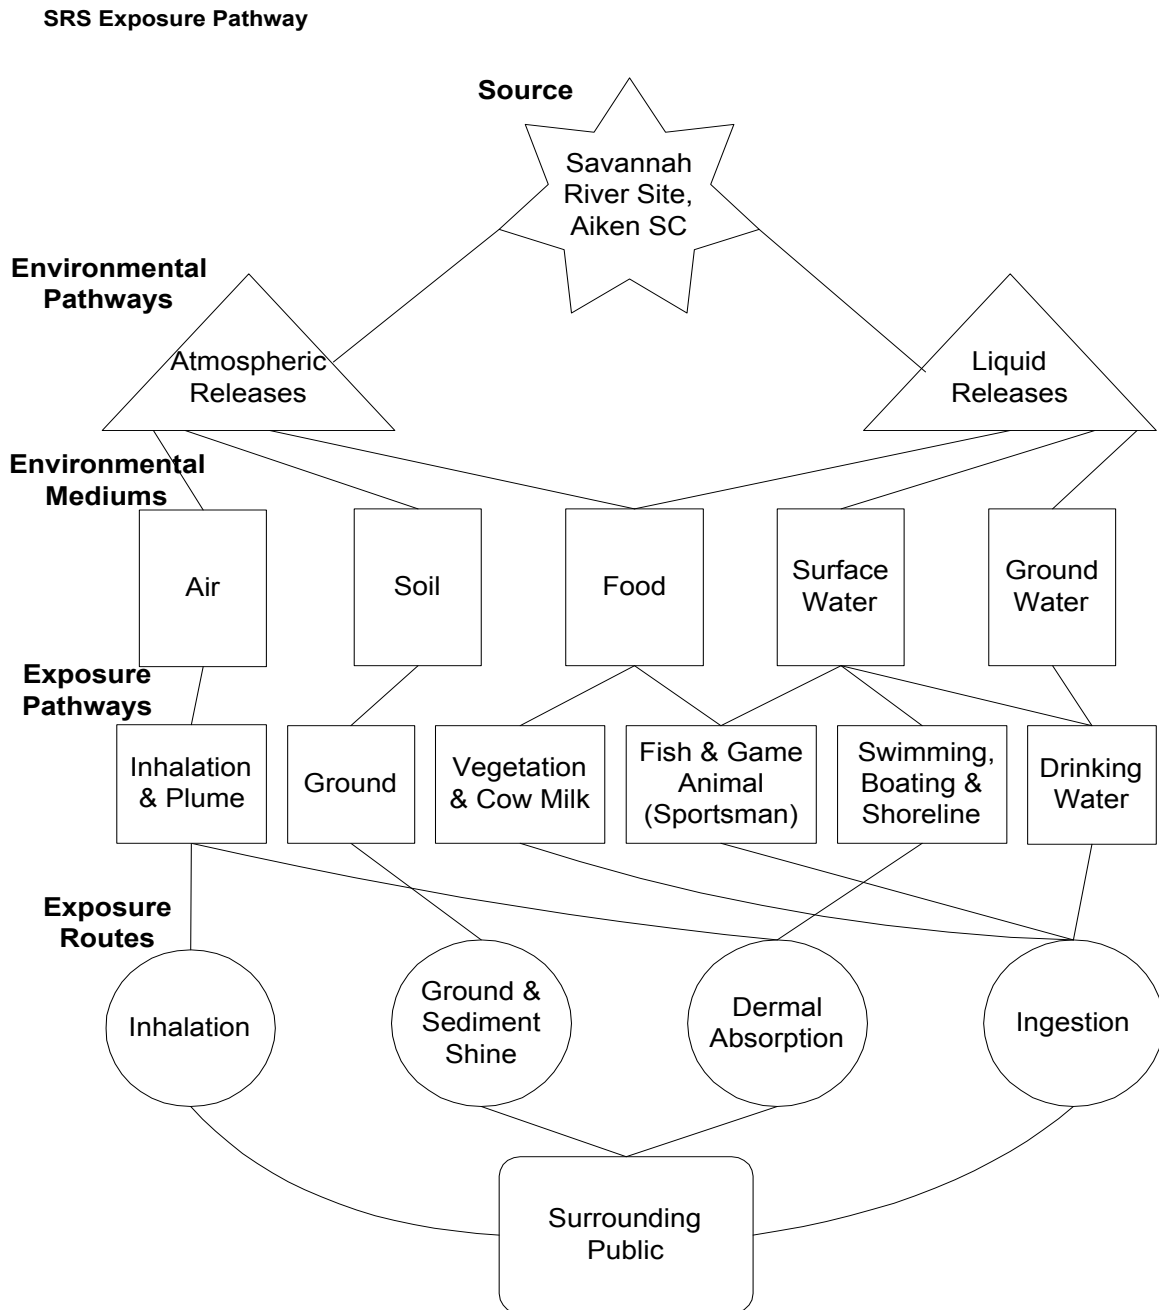 SRS Exposure Pathway
Source
Savannah
River Site,
Aiken SC
Environmental
Pathways
Atmospheric
Releases
Liquid
Releases
Environmental
Mediums
Air
Soil
Food
Surface
Water
Ground
Water
Exposure
Pathways
Inhalation
& Plume
Ground
Vegetation
& Cow Milk
Fish & Game
Animal
(Sportsman)
Swimming,
Boating &
Shoreline
Drinking
Water
Exposure
Routes
Inhalation
Ground &
Sediment
Shine
Dermal
Absorption
Ingestion
Surrounding
Public